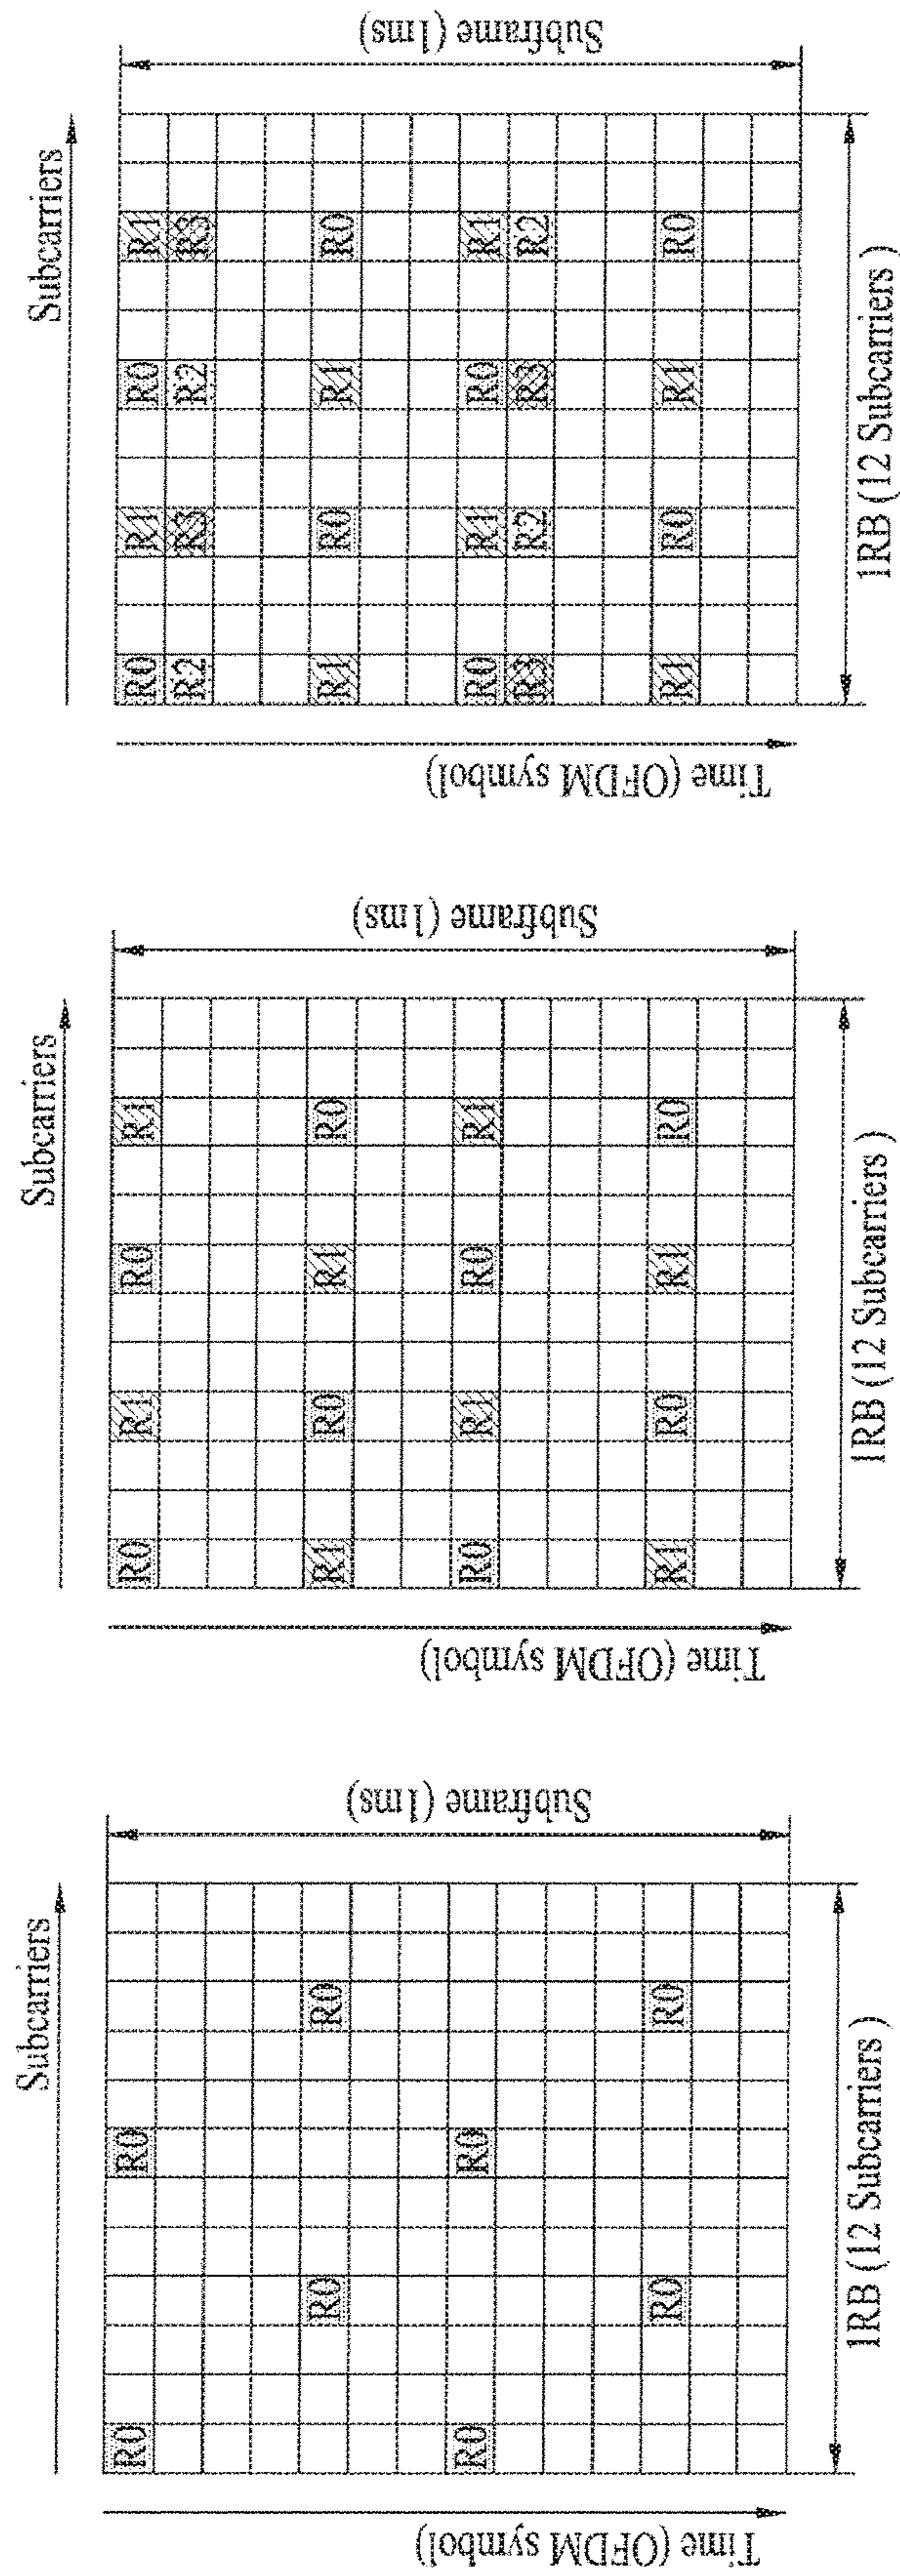 Subcarriers
Subframe (1ms)
R0 R1 R0 R1
R2 R3 R2 R3
R1 R0 R1 R0
R0 R1 R0 R1
R3 R2 R3 R2
R1 R0 R1 R0
Time (OFDM symbol)
1RB (12 Subcarriers )
Subcarriers
Subframe (1ms)
R0 R1 R0 R1
R1 R0 R1 R0
R0 R1 R0 R1
R1 R0 R1 R0
Time (OFDM symbol)
1RB (12 Subcarriers )
Subcarriers
Subframe (1ms)
R0 R0
R0 R0
R0 R0
R0 R0
Time (OFDM symbol)
1RB (12 Subcarriers )